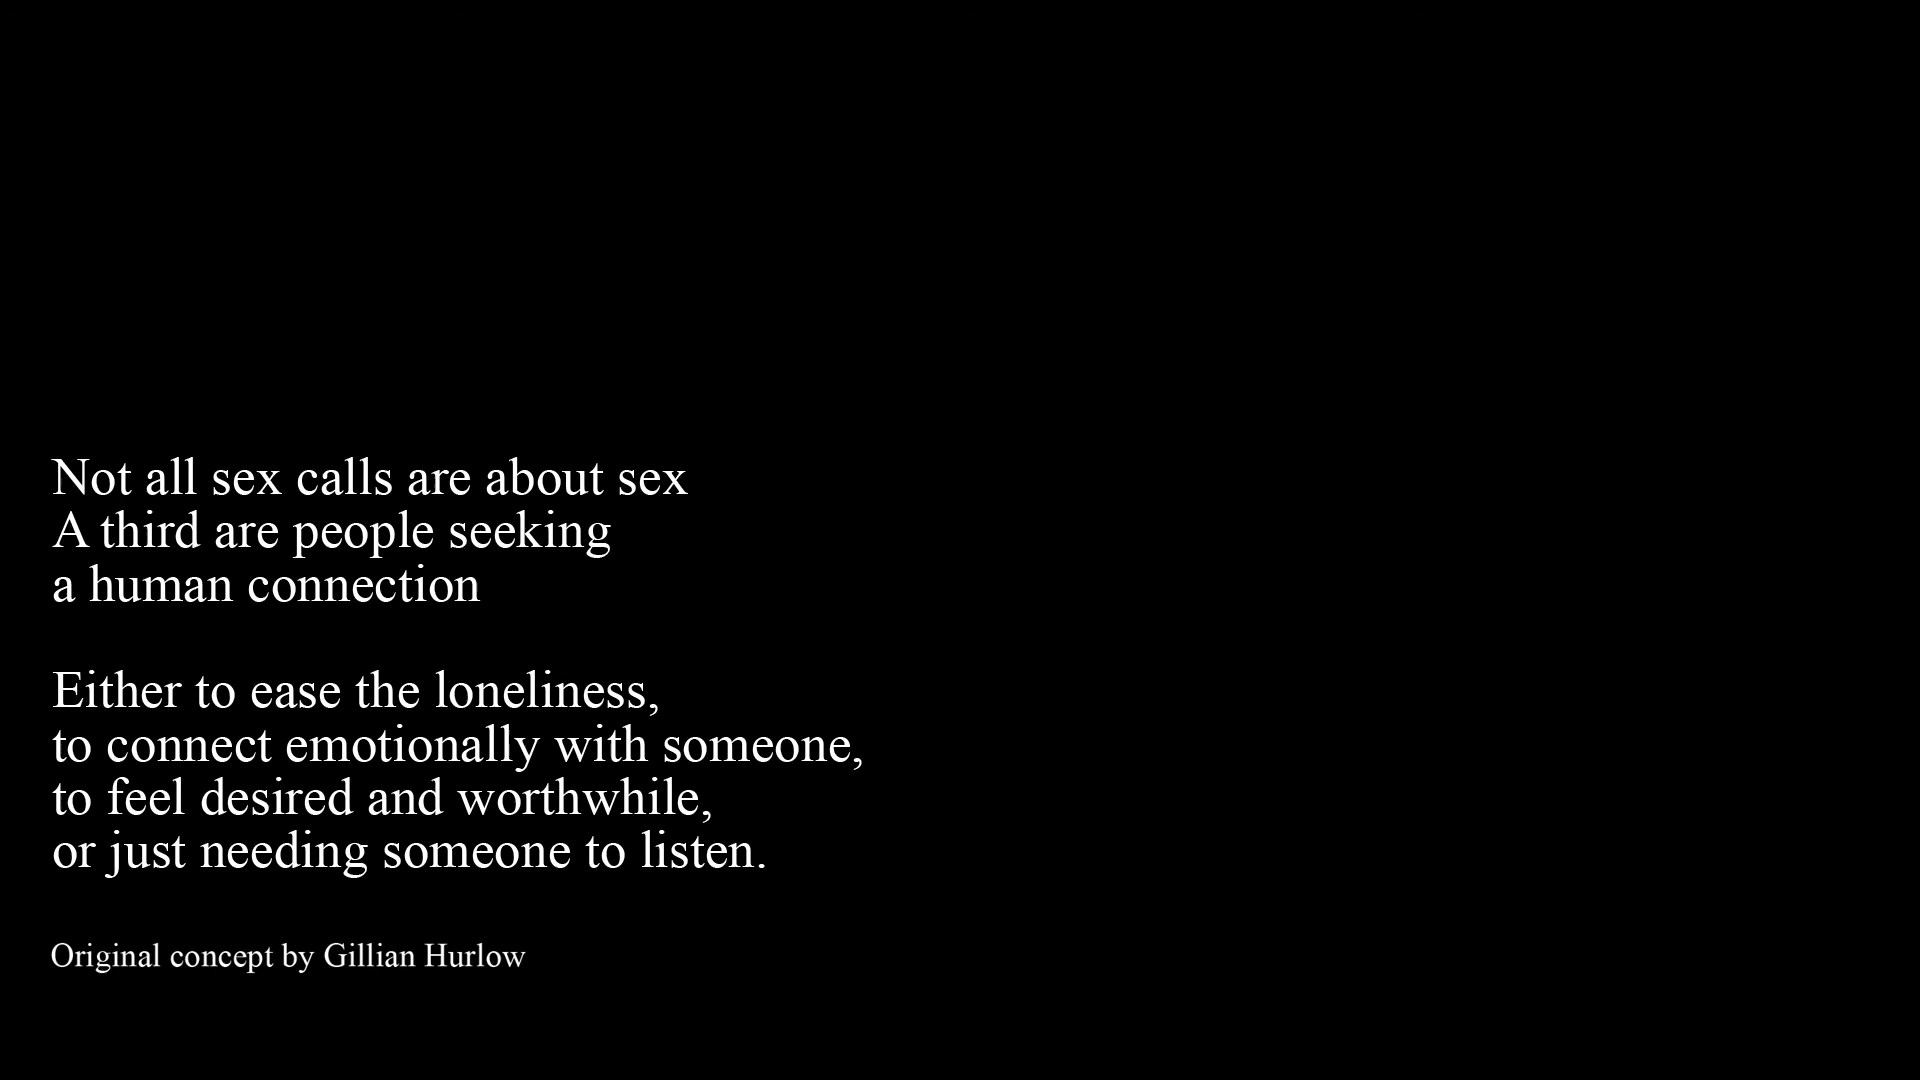 Not all sex calls are about sex
A third are people seeking
a human connection
Either to ease the loneliness,
to connect emotionally with someone,
to feel desired and worthwhile,
or just needing someone to listen.
Original concept by Gillian Hurlow